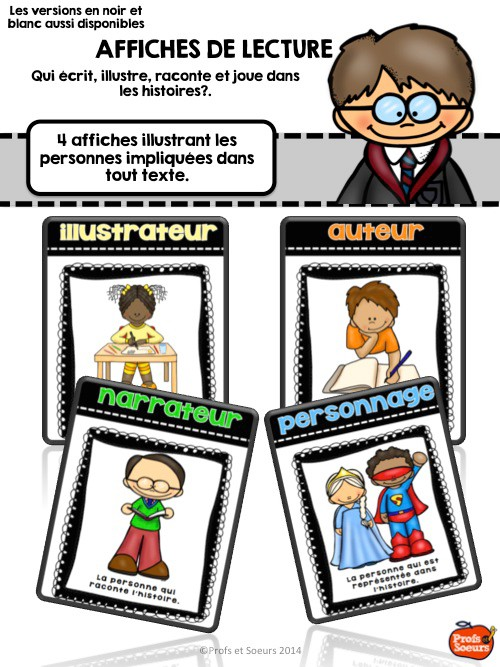 Les versions en noir et
blanc aussi disponibles
AFFICHES DE LECTURE
Qui écrit, illustre, raconte et joue dans
les histoires?.
4 affiches illustrant les
personnes impliquées dans
tout texte.
illustrateur
auteur
narrateur
personnage
La personne qui
raconte l'histoire.
La personne qui est
représentée dans
l'histoire.
S
©Profs et Soeurs 2014
Profs
et
Soeurs